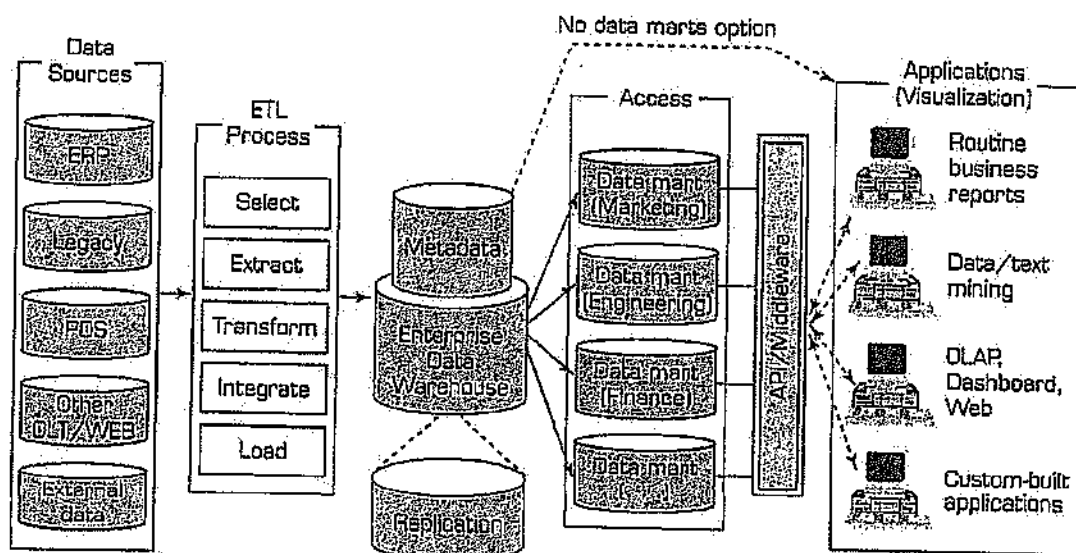 No data marts option
Data
Sources
ERP
Legacy
POS
Other
OLT/WEB
External
data
ETL
Process
Select
Extract
Transform
Integrate
Load
Metadata
Enterprise
Data
Warehouse
Replication
Access
Data mart
(Marketing)
Data mart
(Engineering)
Data mart
(Finance)
Data mart
API/Middleware
Applications
(Visualization)
Routine
business
reports
Data/text
mining
OLAP,
Dashboard,
Web
Custom-built
applications